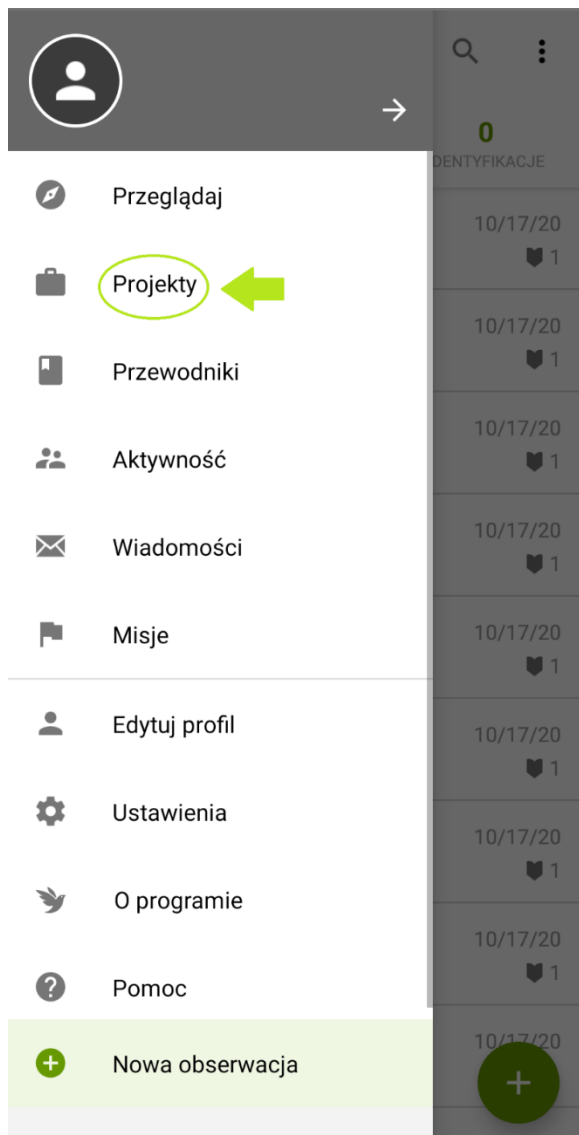 0
DENTYFIKACJE
Przeglądaj
10/17/20
1
Projekty
10/17/20
1
Przewodniki
10/17/20
Aktywność
1
10/17/20
Wiadomości
1
Misje
10/17/20
1
Edytuj profil
10/17/20
1
Ustawienia
10/17/20
1
O programie
10/17/20
Pomoc
1
10/17/20
Nowa obserwacja